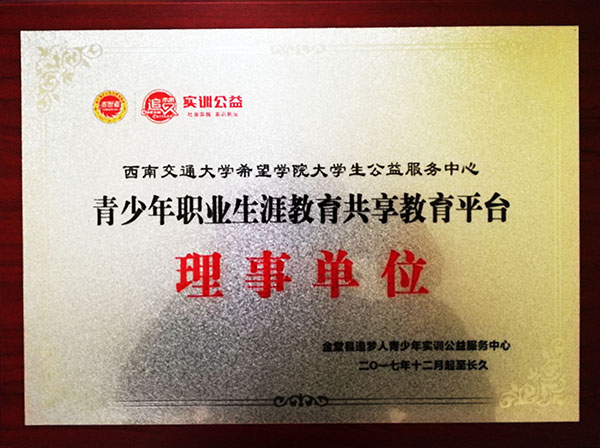 追梦
实训公益
西南交通大学希望学院大学生公益服务中心
青少年职业生涯教育共享教育平台
理事单位
金堂县追梦人青少年实训公益服务中心
二〇一七年十二月起至长久